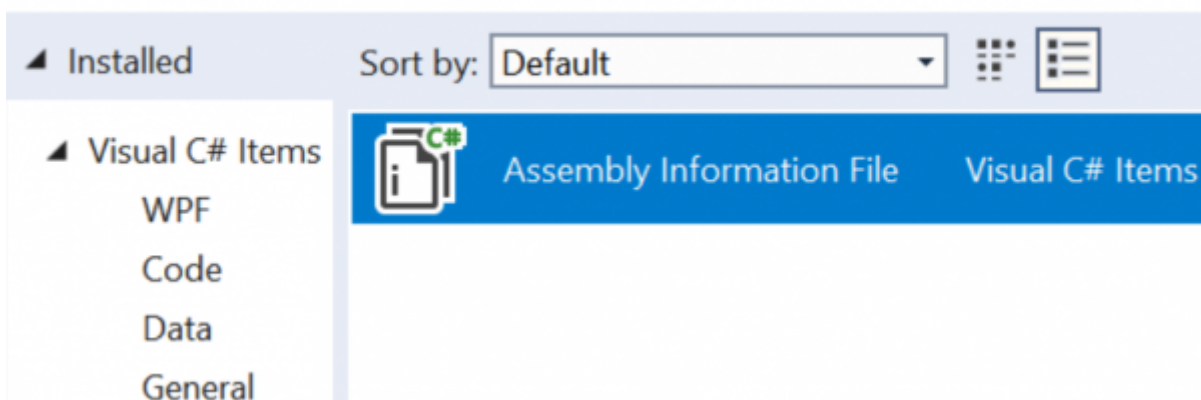 Installed
Sort by: Default
Visual C# Items
WPF
Code
Data
General
C#
i
Assembly Information File Visual C# Items